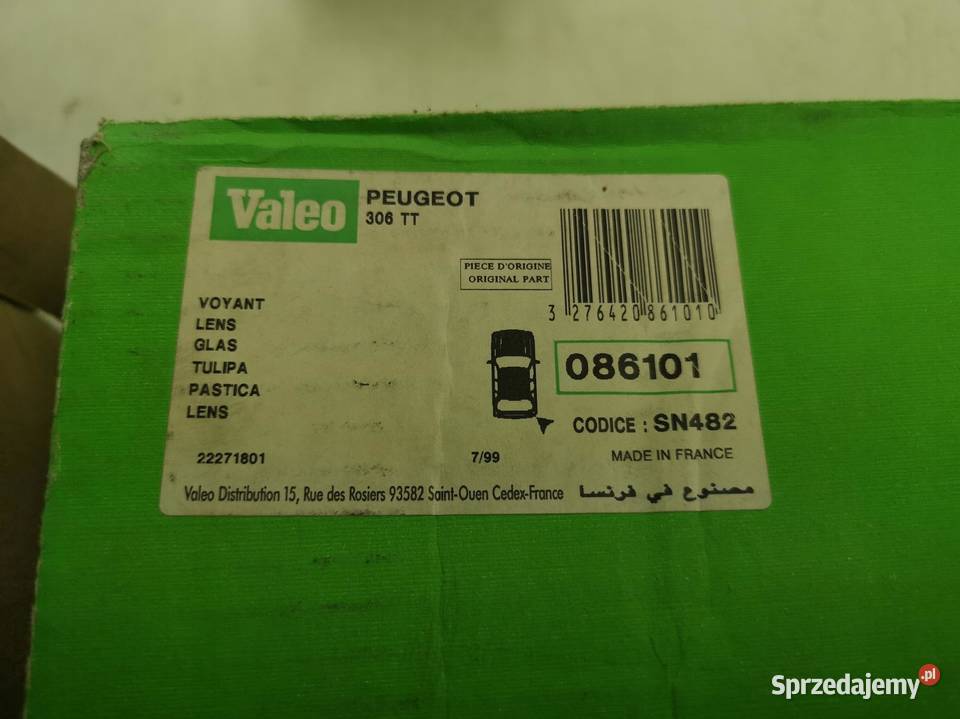 Valeo
PEUGEOT
306 TT
PIECE D'ORIGINE
ORIGINAL PART
3 276420 861010
VOYANT
LENS
GLAS
TULIPA
PASTICA
LENS
086101
CODICE : SN482
22271801
7/99
MADE IN FRANCE
Valeo Distribution 15, Rue des Rosiers 93582 Saint-Ouen Cedex-France
مصنوع في فرنسا
Sprzedajemy.pl